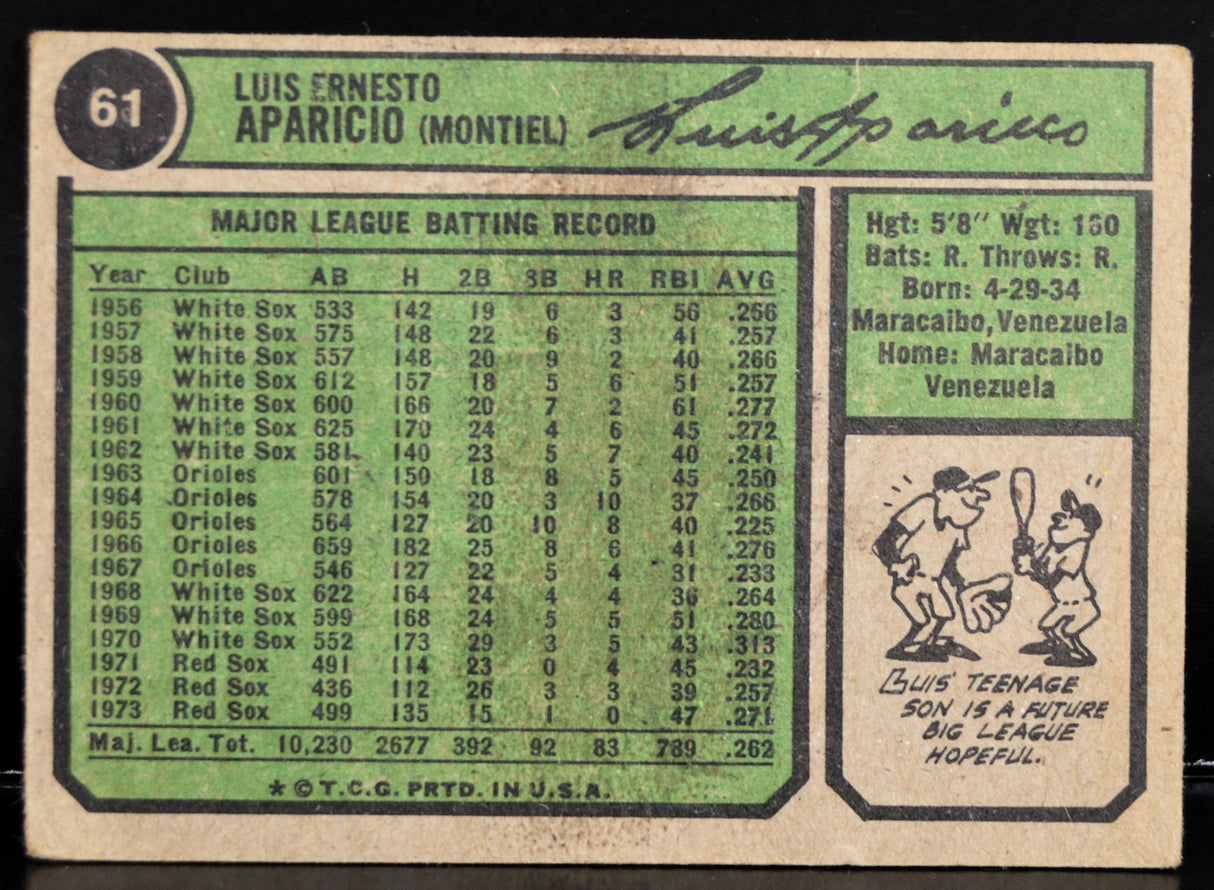 61
LUIS ERNESTO
APARICIO (MONTIEL)
Luis Aparicio
MAJOR LEAGUE BATTING RECORD
Year Club AB H 2B 3B HR RBI AVG
1956 White Sox 533 142 19 6 3 56 .266
1957 White Sox 575 148 22 6 3 41 .257
1958 White Sox 557 148 20 9 2 40 .266
1959 White Sox 612 157 18 5 6 51 .257
1960 White Sox 600 166 20 7 2 61 .277
1961 White Sox 625 170 24 4 6 45 .272
1962 White Sox 581 140 23 5 7 40 .241
1963 Orioles 601 150 18 8 5 45 .250
1964 Orioles 578 154 20 3 10 37 .266
1965 Orioles 564 127 20 10 8 40 .225
1966 Orioles 659 182 25 8 6 41 .276
1967 Orioles 546 127 22 5 4 31 .233
1968 White Sox 622 164 24 4 4 36 .264
1969 White Sox 599 168 24 5 5 51 .280
1970 White Sox 552 173 29 3 5 43 .313
1971 Red Sox 491 114 23 0 4 45 .232
1972 Red Sox 436 112 26 3 3 39 .257
1973 Red Sox 499 135 15 1 0 47 .271
Maj. Lea. Tot. 10,230 2677 392 92 83 789 .262
* © T.C.G. PRTD. IN U.S.A.
Hgt: 5'8" Wgt: 160
Bats: R. Throws: R.
Born: 4-29-34
Maracaibo, Venezuela
Home: Maracaibo
Venezuela
LUIS' TEENAGE
SON IS A FUTURE
BIG LEAGUE
HOPEFUL.